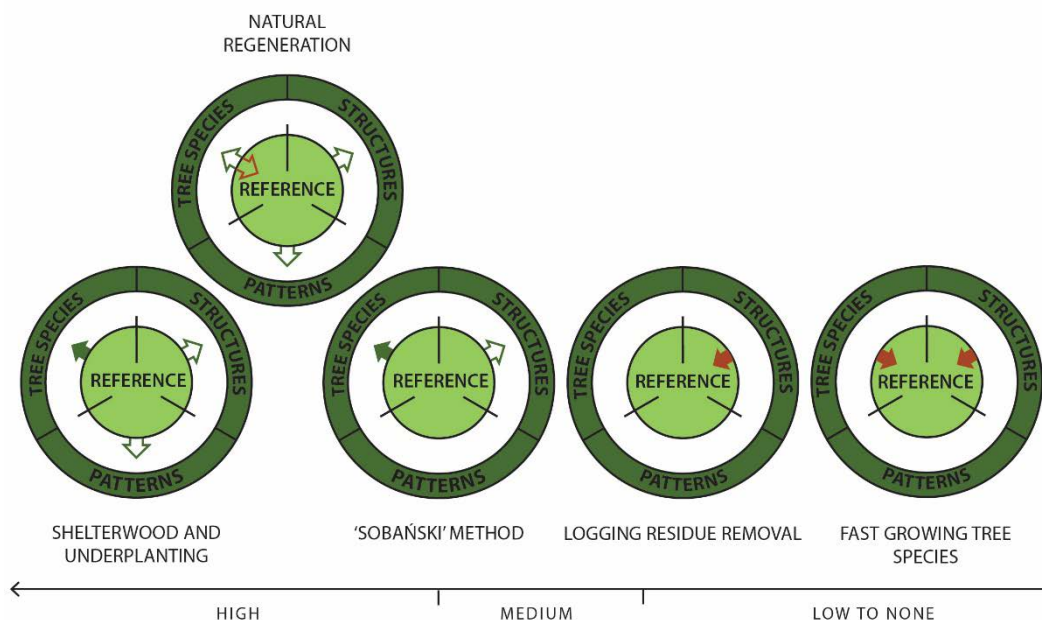 NATURAL
REGENERATION
TREE SPECIES
STRUCTURES
REFERENCE
PATTERNS
TREE SPECIES
STRUCTURES
REFERENCE
PATTERNS
TREE SPECIES
STRUCTURES
REFERENCE
PATTERNS
TREE SPECIES
STRUCTURES
REFERENCE
PATTERNS
TREE SPECIES
STRUCTURES
REFERENCE
PATTERNS
SHELTERWOOD AND
UNDERPLANTING
'SOBAŃSKI' METHOD
LOGGING RESIDUE REMOVAL
FAST GROWING TREE
SPECIES
HIGH
MEDIUM
LOW TO NONE